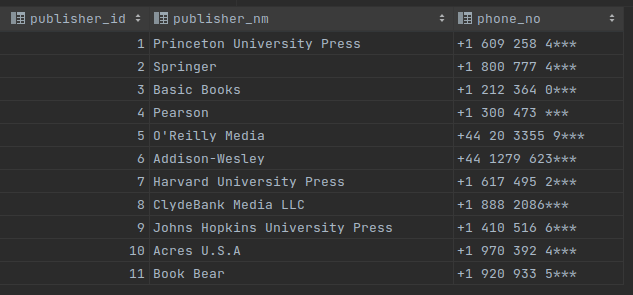 publisher_id publisher_nm phone_no
1 Princeton University Press +1 609 258 4***
2 Springer +1 800 777 4***
3 Basic Books +1 212 364 0***
4 Pearson +1 300 473 ***
5 O'Reilly Media +44 20 3355 9***
6 Addison-Wesley +44 1279 623***
7 Harvard University Press +1 617 495 2***
8 ClydeBank Media LLC +1 888 2086***
9 Johns Hopkins University Press +1 410 516 6***
10 Acres U.S.A +1 970 392 4***
11 Book Bear +1 920 933 5***